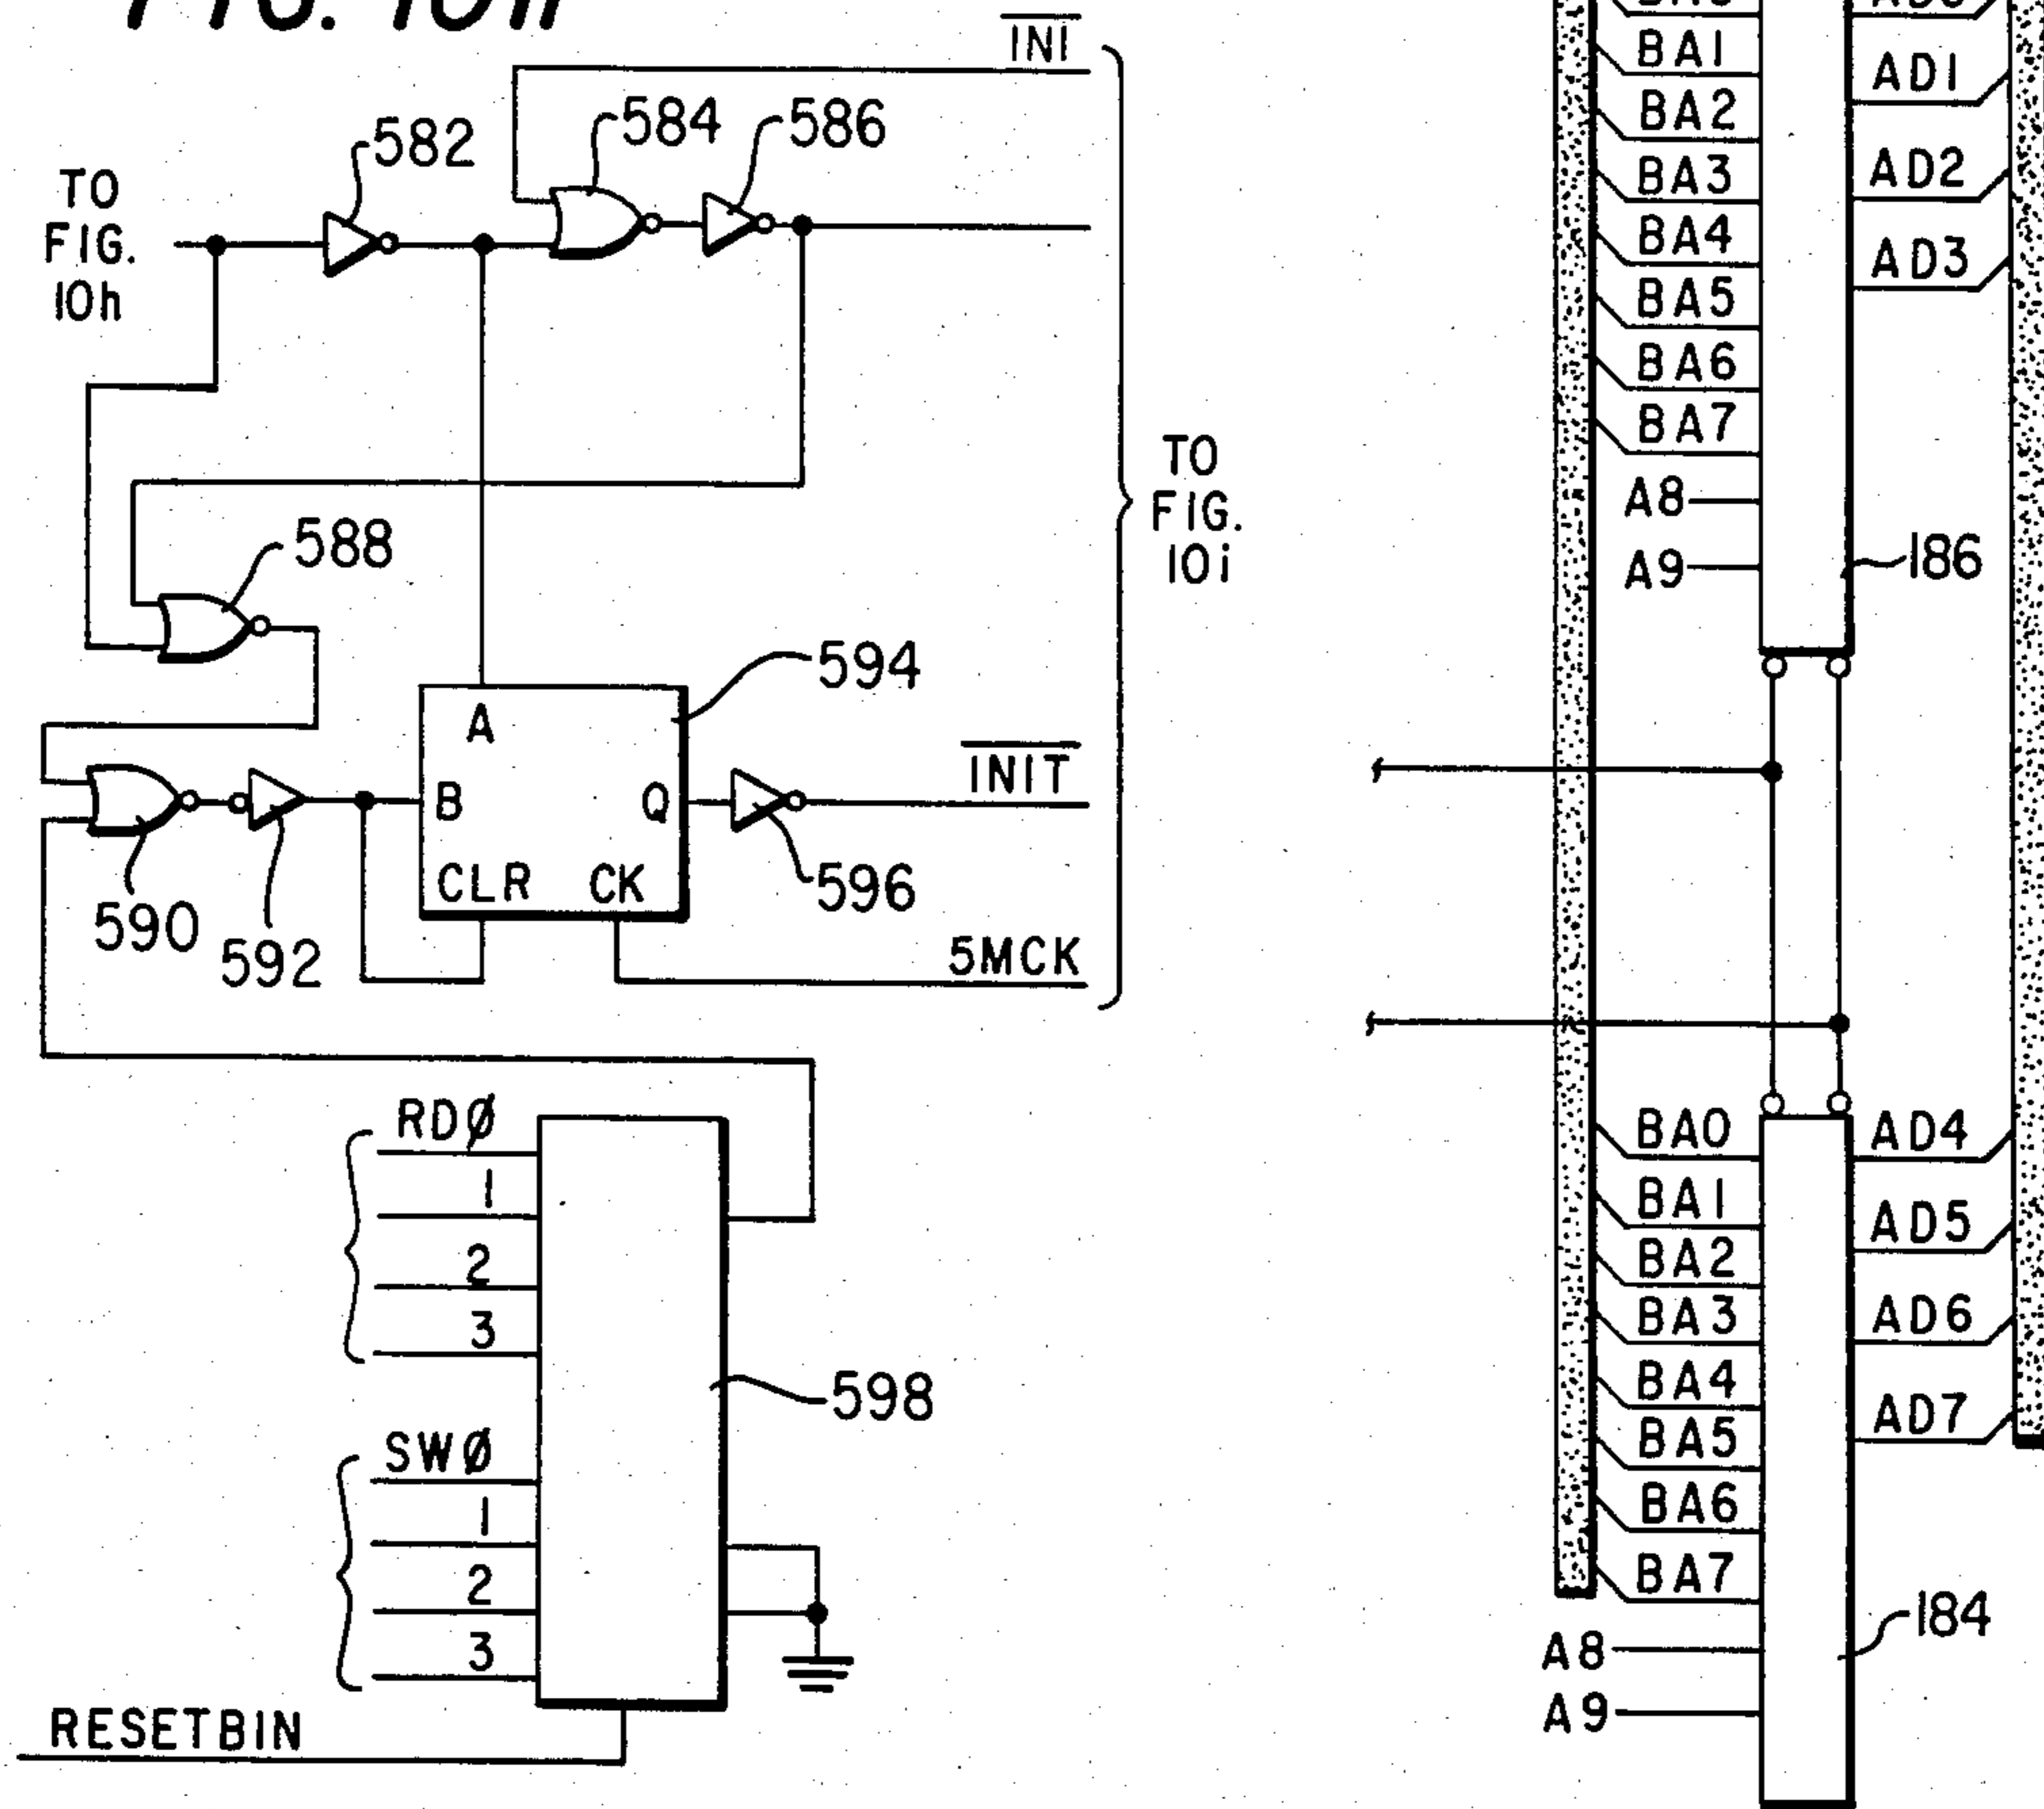 INI
582
584
586
TO
FIG.
10h
588
TO
FIG.
10i
594
A
B
Q
CLR
CK
INIT
590
592
596
5MCK
RDØ
1
2
3
598
SWØ
1
2
3
RESETBIN
BA1
BA2
BA3
BA4
BA5
BA6
BA7
A8
A9
AD1
AD2
AD3
186
BA0
BA1
BA2
BA3
BA4
BA5
BA6
BA7
A8
A9
AD4
AD5
AD6
AD7
184